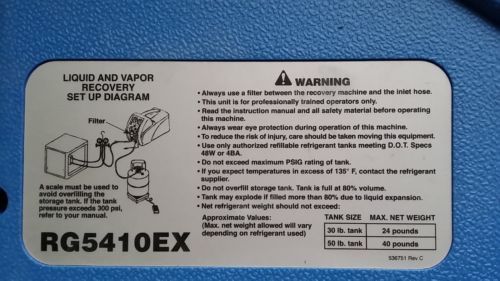 LIQUID AND VAPOR
RECOVERY
SET UP DIAGRAM
Filter
A scale must be used to
avoid overfilling the
storage tank. If the tank
pressure exceeds 300 psi,
refer to your manual.
RG5410EX
WARNING
• Always use a filter between the recovery machine and the inlet hose.
• This unit is for professionally trained operators only.
• Read the instruction manual and all safety material before operating
this machine.
• Always wear eye protection during operation of this machine.
• To reduce the risk of injury, care should be taken moving this equipment.
• Use only authorized refillable refrigerant tanks meeting D.O.T. Specs
48W or 4BA.
• Do not exceed maximum PSIG rating of tank.
• If you expect temperatures in excess of 135° F, contact the refrigerant
supplier.
• Do not overfill storage tank. Tank is full at 80% volume.
• Tank may explode if filled more than 80% due to liquid expansion.
• Net refrigerant weight should not exceed:
Approximate Values:
(Max. net weight allowed will vary
depending on refrigerant used)
TANK SIZE MAX. NET WEIGHT
30 lb. tank 24 pounds
50 lb. tank 40 pounds
536751 Rev C